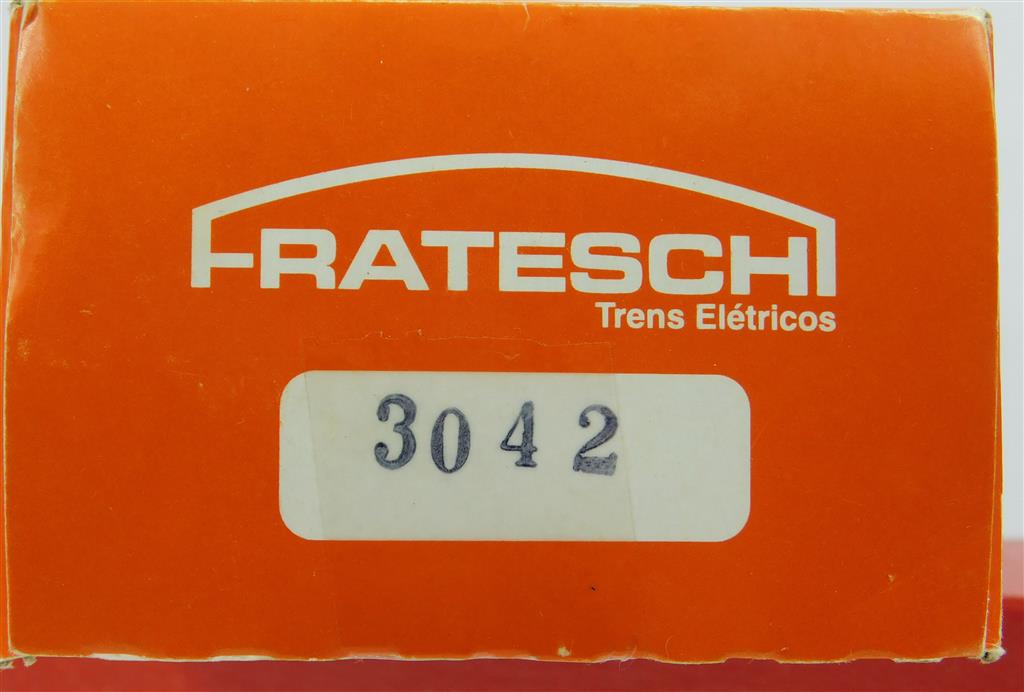 FRATESCHI
Trens Elétricos
3042